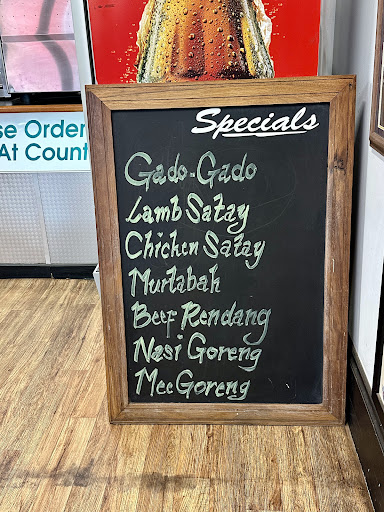 se Order
At Count
Specials
Gado-Gado
Lamb Satay
Chicken Satay
Murtabah
Beef Rendang
Nasi Goreng
Mee Goreng